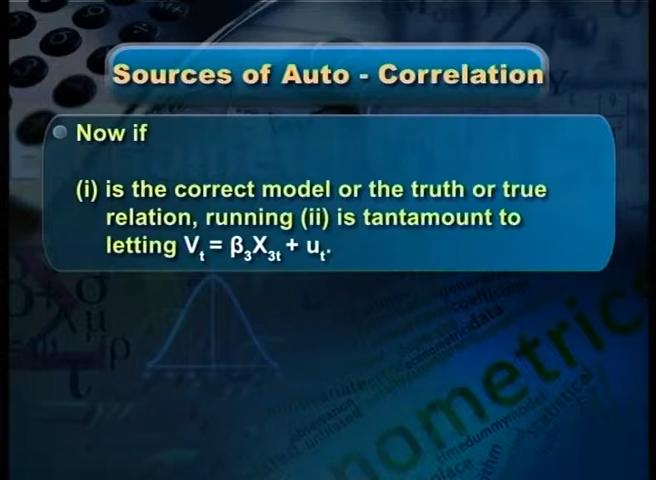 Sources of Auto - Correlation
Now if
(i) is the correct model or the truth or true
relation, running (ii) is tantamount to
letting Vₜ = β₃X₃ₜ + uₜ.
nometrics